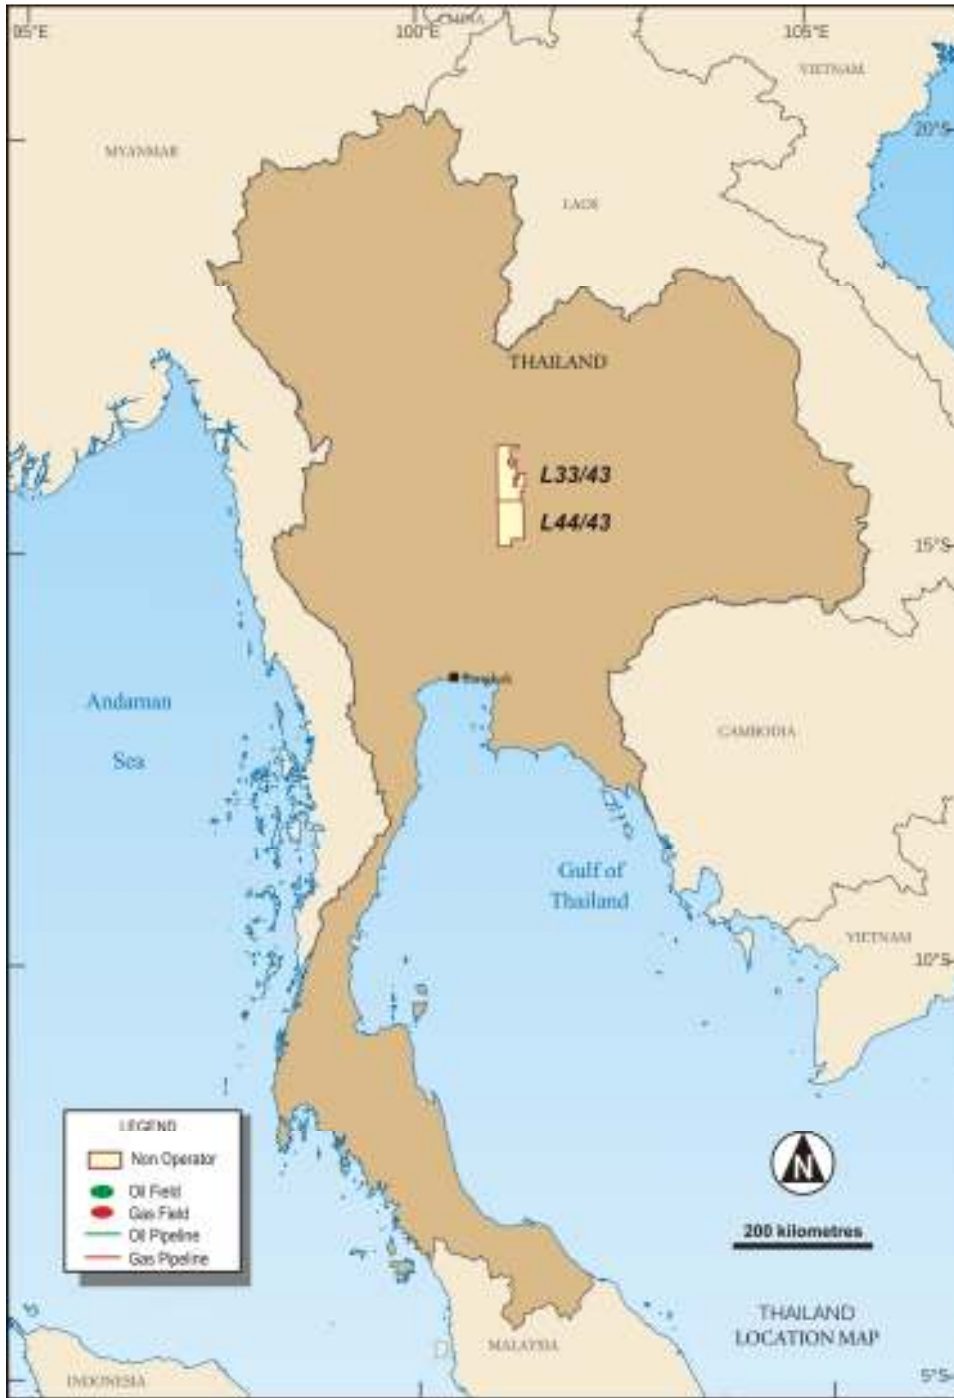 95°E
100°E
105°E
CHINA
VIETNAM
20°S
MYANMAR
LAOS
THAILAND
L33/43
L44/43
15°S
Bangkok
Andaman
Sea
CAMBODIA
Gulf of
Thailand
VIETNAM
10°S
LEGEND
Non Operator
Oil Field
Gas Field
Oil Pipeline
Gas Pipeline
N
200 kilometres
THAILAND
LOCATION MAP
MALAYSIA
INDONESIA
5°S